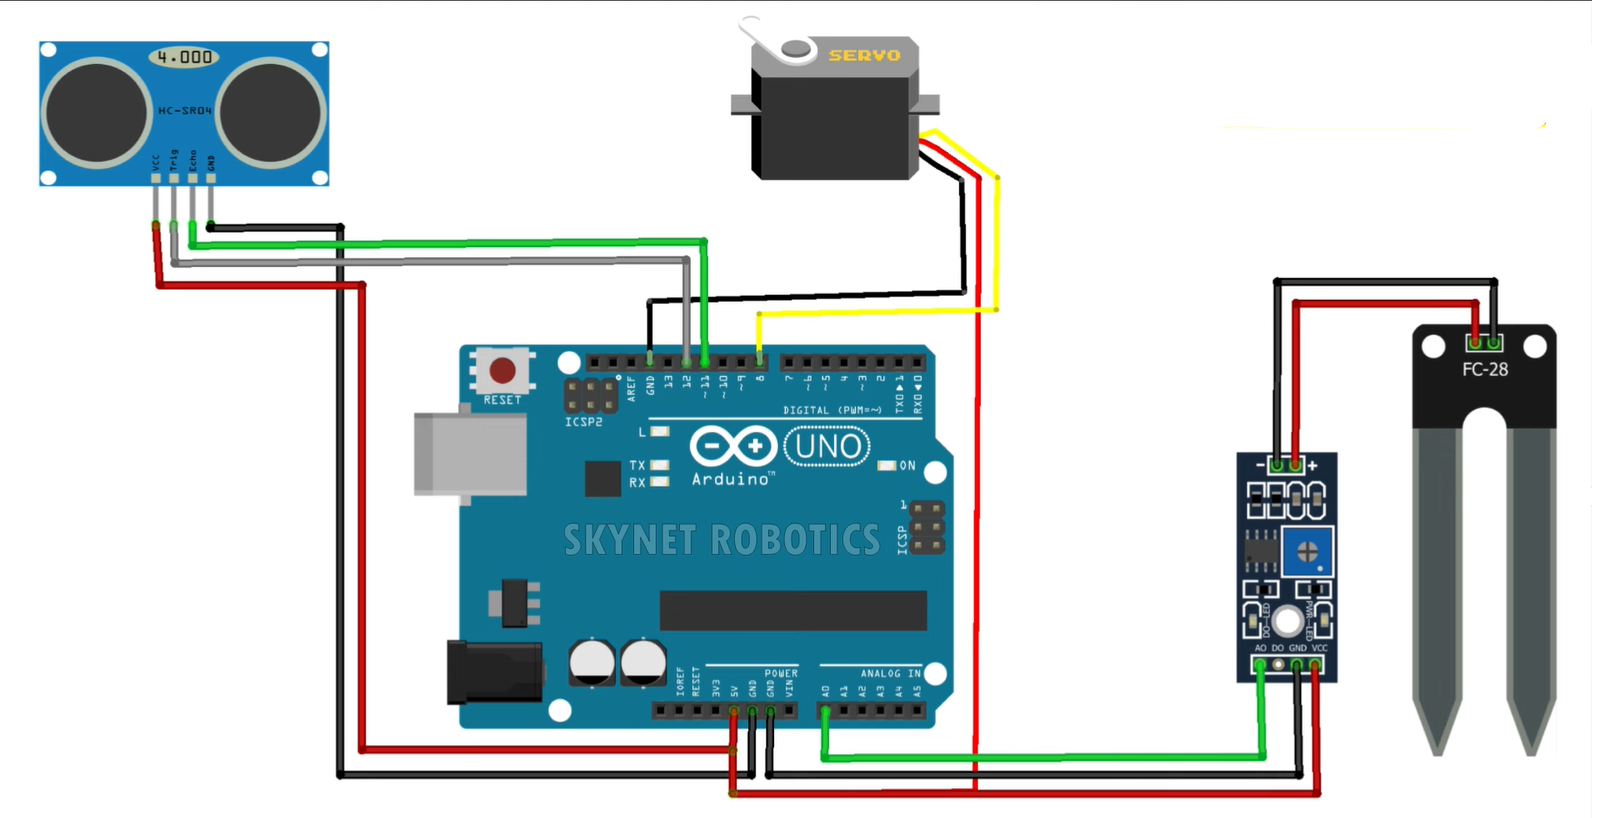 4.000
HC-SR04
VCC
Trig
Echo
GND
SERVO
RESET
ICSP2
AREF
GND
13
12
~11
~10
~9
8
7
~6
~5
4
~3
2
TXD▶1
RXD◀0
DIGITAL (PWM=~)
L
TX
RX
ON
UNO
Arduino™
1
ICSP
SKYNET ROBOTICS
IOREF
RESET
3V3
5V
GND
GND
VIN
POWER
ANALOG IN
A0
A1
A2
A3
A4
A5
FC-28
- +
DO-LED
PWR-LED
AO DO GND VCC